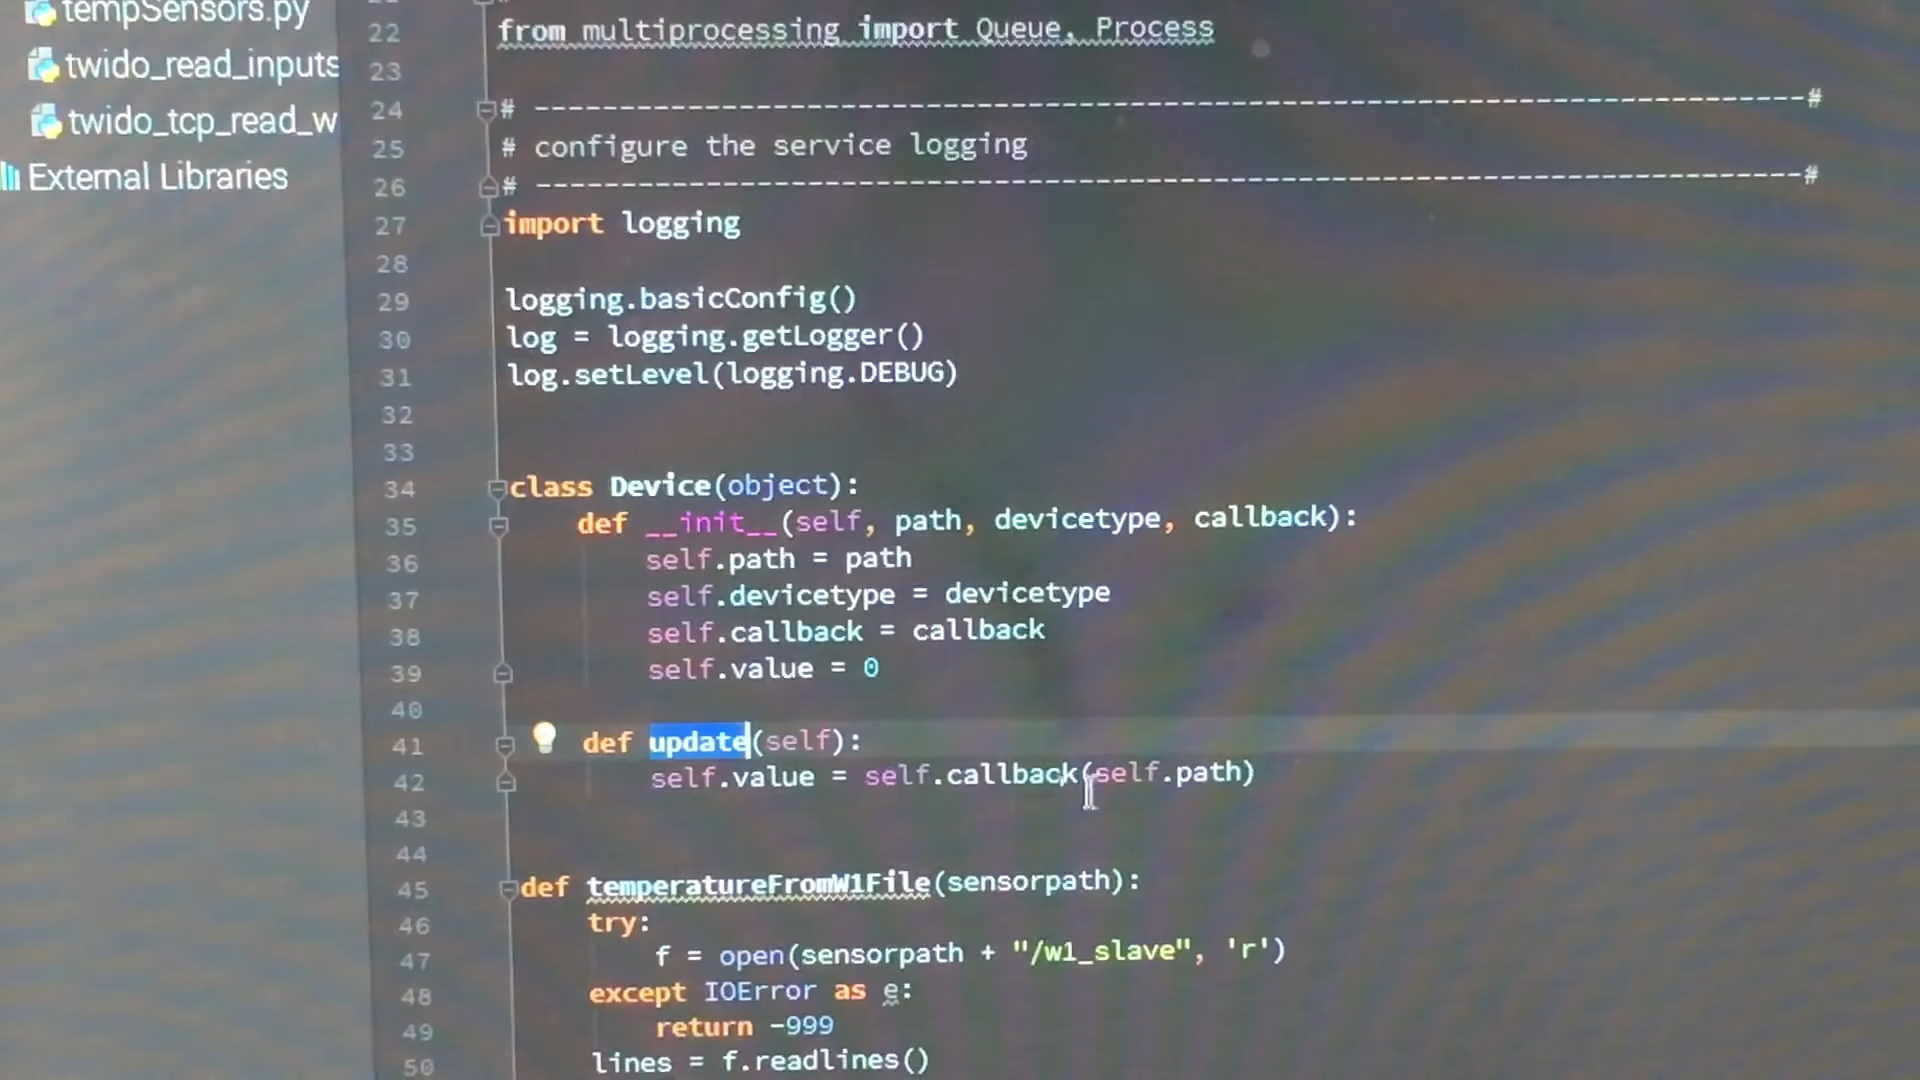 tempSensors.py
twido_read_inputs
twido_tcp_read_w
External Libraries
22 from multiprocessing import Queue, Process
23
24 # ------------------------------------------------------------------------#
25 # configure the service logging
26 # ------------------------------------------------------------------------#
27 import logging
28
29 logging.basicConfig()
30 log = logging.getLogger()
31 log.setLevel(logging.DEBUG)
32
33
34 class Device(object):
35 def __init__(self, path, devicetype, callback):
36 self.path = path
37 self.devicetype = devicetype
38 self.callback = callback
39 self.value = 0
40
41 def update(self):
42 self.value = self.callback(self.path)
43
44
45 def temperatureFromW1File(sensorpath):
46 try:
47 f = open(sensorpath + "/w1_slave", 'r')
48 except IOError as e:
49 return -999
50 lines = f.readlines()